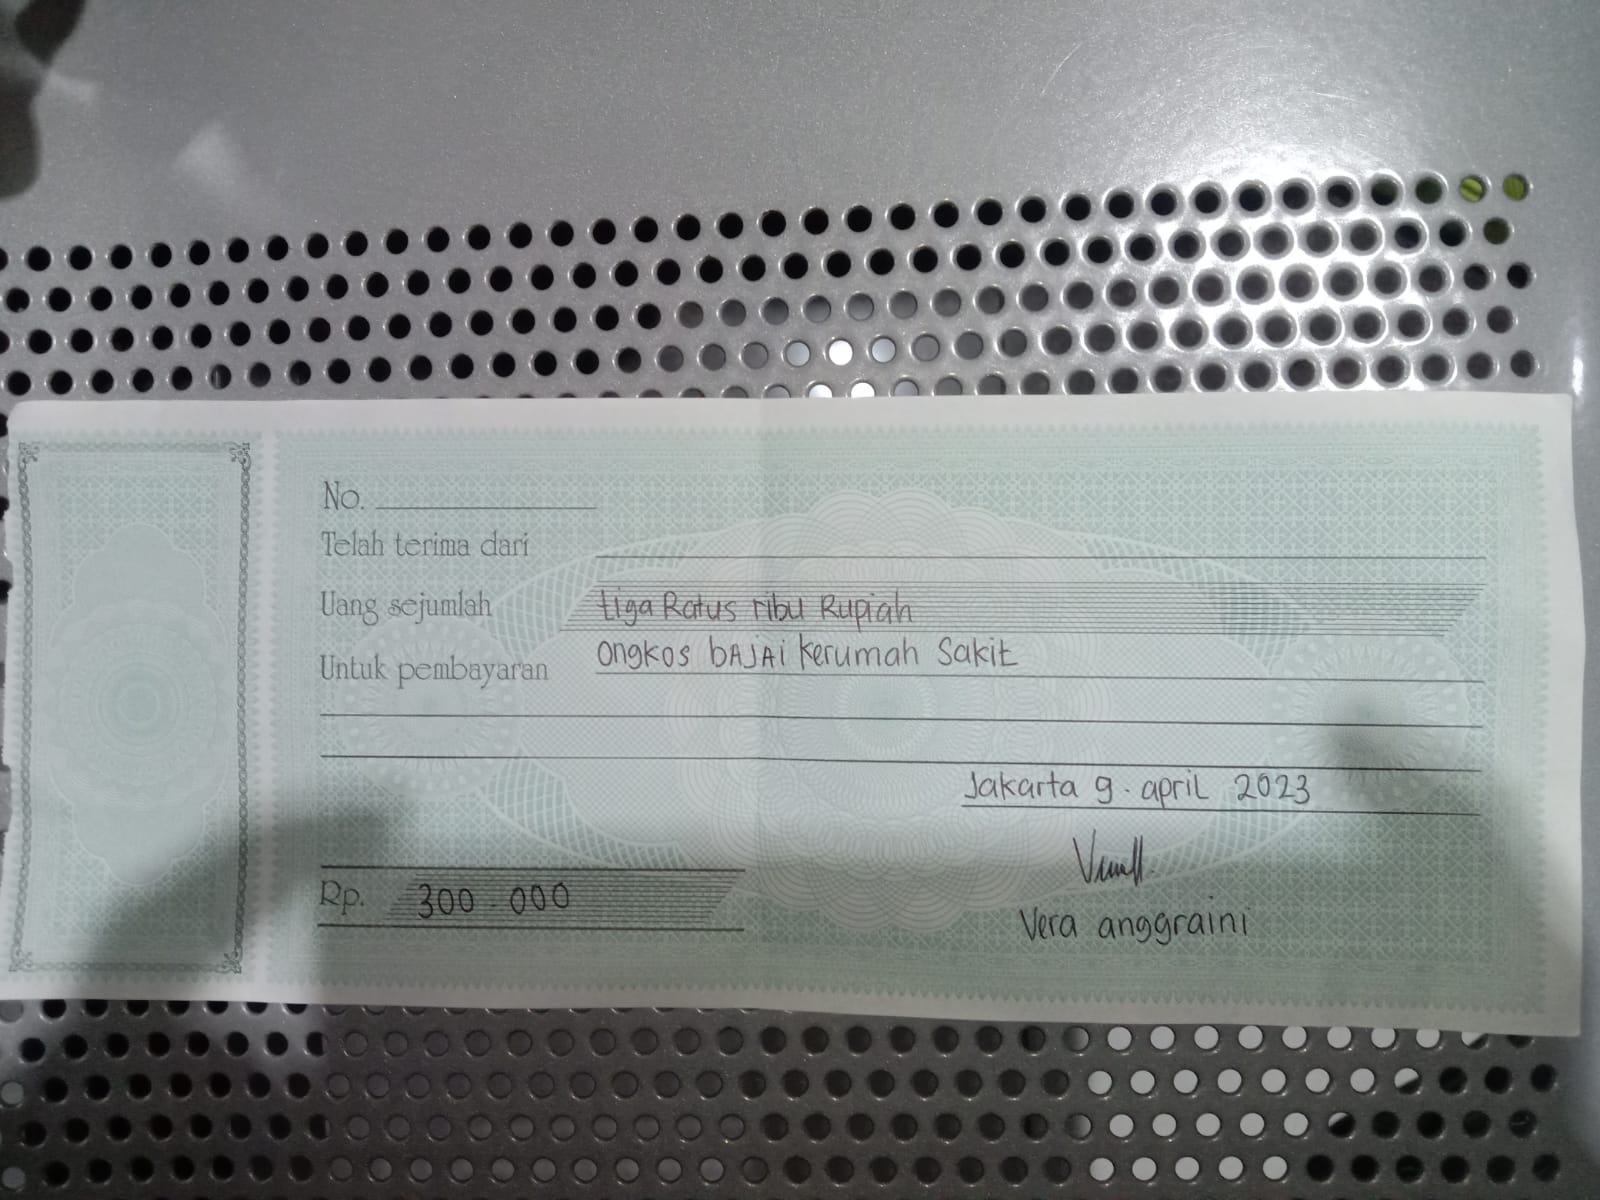 No.
Telah terima dari
Uang sejumlah tiga Ratus ribu Rupiah
Untuk pembayaran ongkos bAJAi kerumah Sakit
Jakarta 9. april 2023
Rp. 300.000
Vera anggraini